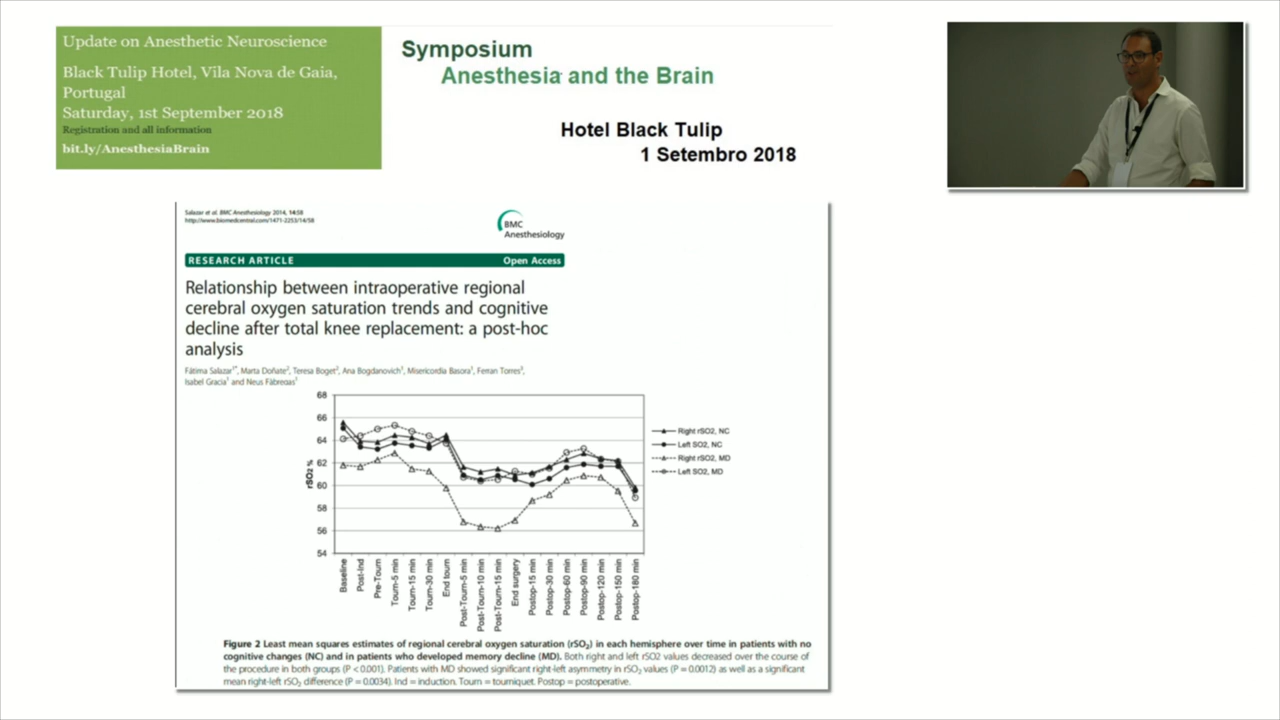 Update on Anesthetic Neuroscience
Black Tulip Hotel, Vila Nova de Gaia,
Portugal
Saturday, 1st September 2018
Registration and all information
bit.ly/AnesthesiaBrain
Symposium
Anesthesia and the Brain
Hotel Black Tulip
1 Setembro 2018
Salazar et al. BMC Anesthesiology 2014, 14:58
http://www.biomedcentral.com/1471-2253/14/58
BMC
Anesthesiology
RESEARCH ARTICLE
Open Access
Relationship between intraoperative regional
cerebral oxygen saturation trends and cognitive
decline after total knee replacement: a post-hoc
analysis
Fátima Salazar1*, Marta Doñate2, Teresa Boget2, Ana Bogdanovich1, Misericordia Basora1, Ferran Torres3,
Isabel Gracia1 and Neus Fàbregas1
68
66
64
62
60
58
56
54
rSO2 %
Baseline
Post-Ind
Pre-Tourn
Tourn-5 min
Tourn-15 min
Tourn-30 min
End tourn
Post-Tourn-5 min
Post-Tourn-10 min
Post-Tourn-15 min
End surgery
Postop-15 min
Postop-30 min
Postop-60 min
Postop-90 min
Postop-120 min
Postop-150 min
Postop-180 min
Right rSO2, NC
Left SO2, NC
Right rSO2, MD
Left SO2, MD
Figure 2 Least mean squares estimates of regional cerebral oxygen saturation (rSO2) in each hemisphere over time in patients with no
cognitive changes (NC) and in patients who developed memory decline (MD). Both right and left rSO2 values decreased over the course of
the procedure in both groups (P < 0.001). Patients with MD showed significant right-left asymmetry in rSO2 values (P = 0.0012) as well as a significant
mean right-left rSO2 difference (P = 0.0034). Ind = induction. Tourn = tourniquet. Postop = postoperative.